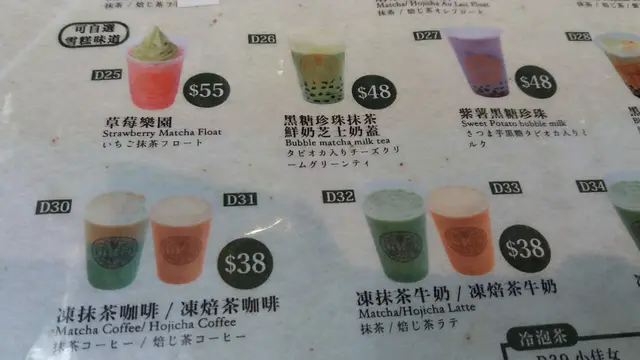 Matcha/ Hojicha Au Lait Float
抹茶 / 焙じ茶オレフロート
可自選
雪糕味道
D25
$55
草莓樂園
Strawberry Matcha Float
いちご抹茶フロート
D26
$48
黑糖珍珠抹茶
鮮奶芝士奶蓋
Bubble matcha milk tea
タピオカ入りチーズクリ
ームグリーンティ
D27
$48
紫薯黑糖珍珠
Sweet Potato bubble milk
さつま芋黒糖タピオカ入りミ
ルク
D28
D30
D31
$38
凍抹茶咖啡 / 凍焙茶咖啡
Matcha Coffee/ Hojicha Coffee
抹茶コーヒー / 焙じ茶コーヒー
D32
D33
$38
凍抹茶牛奶 / 凍焙茶牛奶
Matcha/Hojicha Latte
抹茶 / 焙じ茶ラテ
D34
冷泡茶